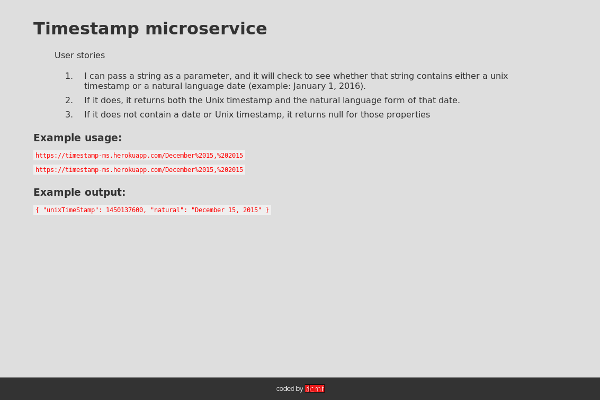 Timestamp microservice
User stories
1. I can pass a string as a parameter, and it will check to see whether that string contains either a unix
timestamp or a natural language date (example: January 1, 2016).
2. If it does, it returns both the Unix timestamp and the natural language form of that date.
3. If it does not contain a date or Unix timestamp, it returns null for those properties
Example usage:
https://timestamp-ms.herokuapp.com/December%2015,%202015
https://timestamp-ms.herokuapp.com/December%2015,%202015
Example output:
{ "unixTimeStamp": 1450137600, "natural": "December 15, 2015" }
coded by